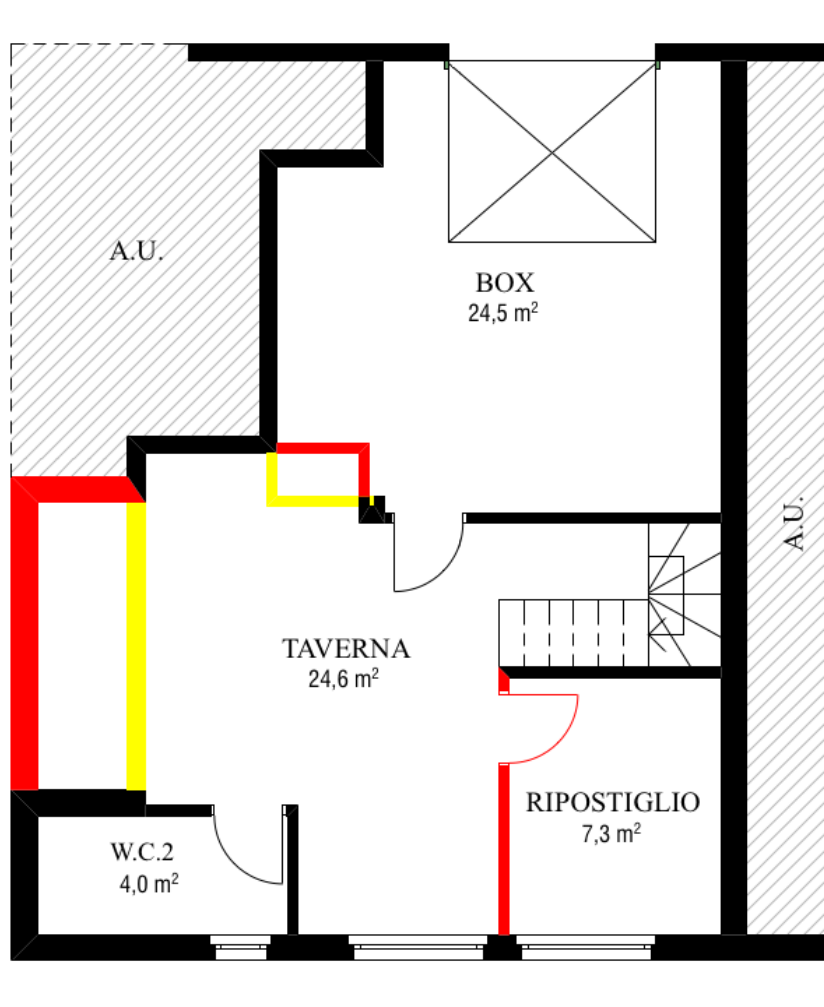 A.U.
BOX
24,5 m²
A.U.
TAVERNA
24,6 m²
RIPOSTIGLIO
7,3 m²
W.C.2
4,0 m²